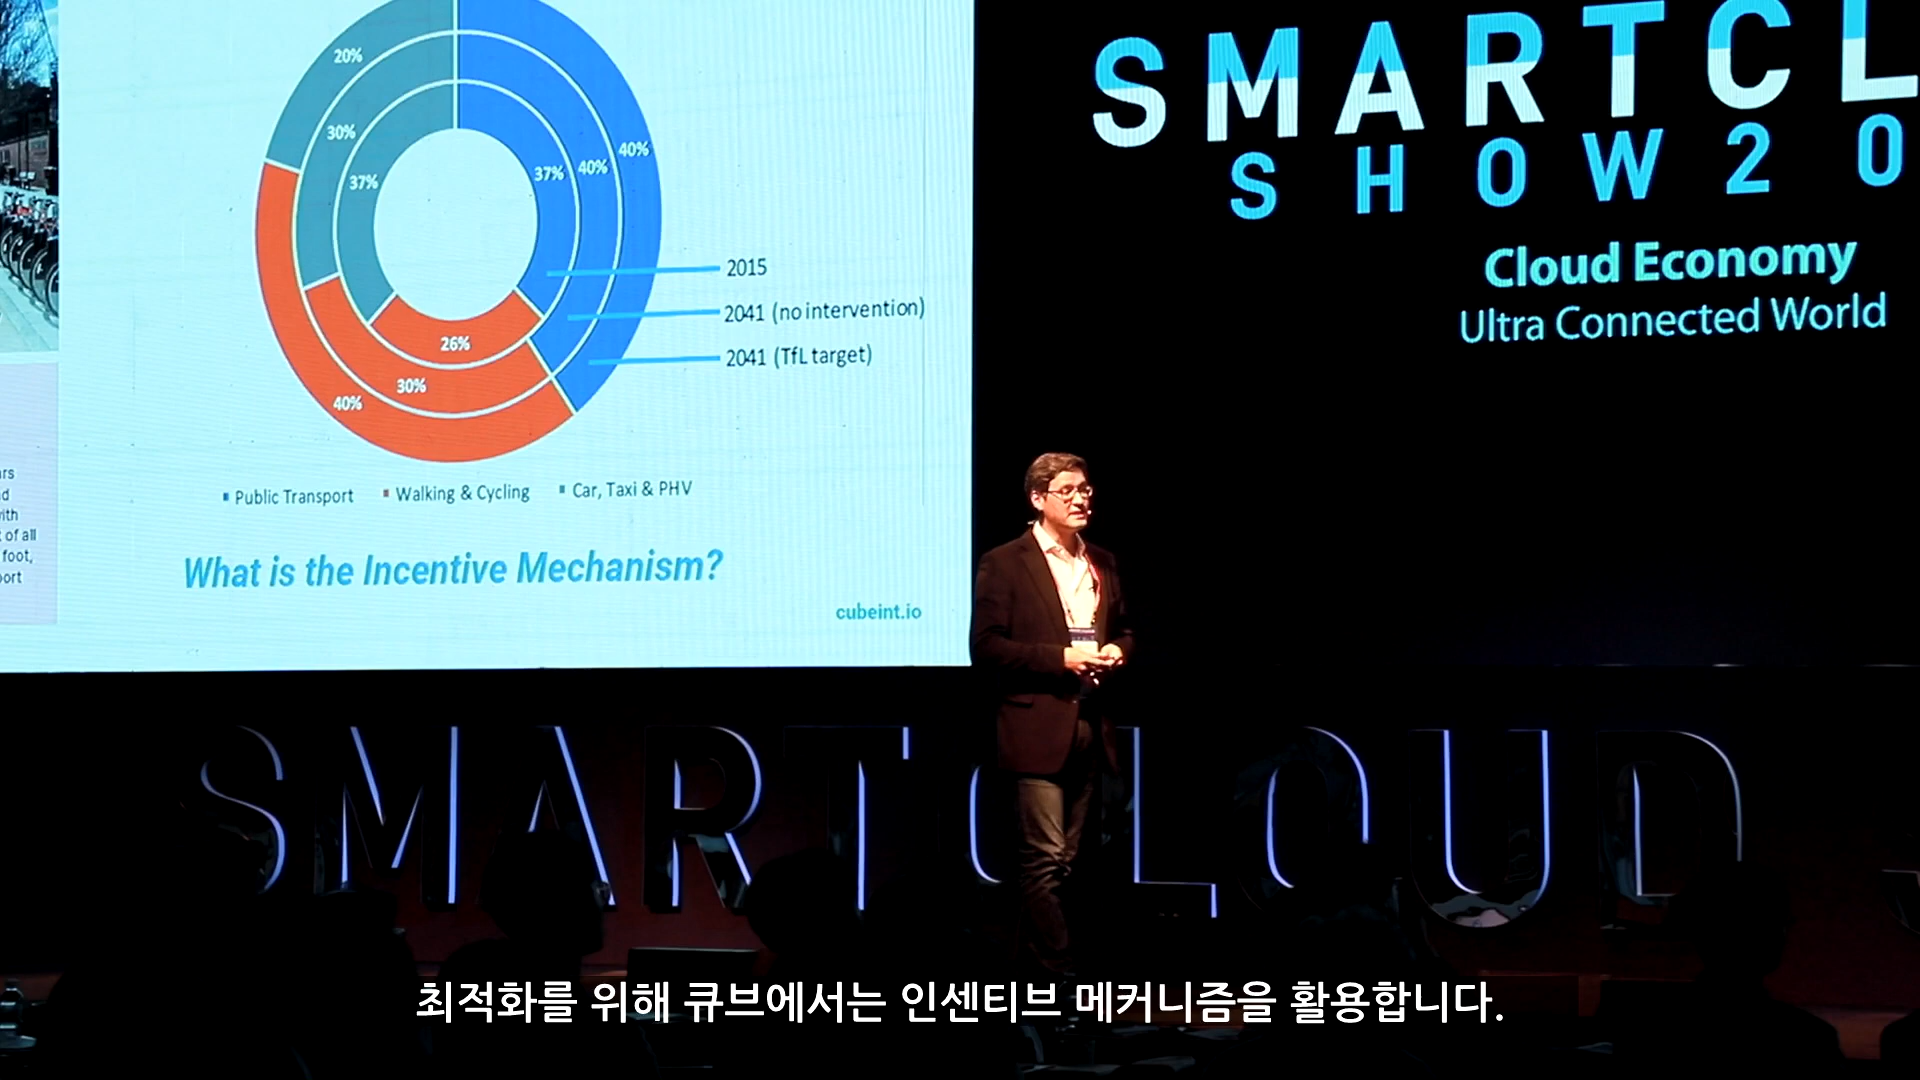 20%
30%
37%
37%
40%
40%
26%
30%
40%
2015
2041 (no intervention)
2041 (TfL target)
Public Transport
Walking & Cycling
Car, Taxi & PHV
What is the Incentive Mechanism?
cubeint.io
of all
foot,
SMARTCL
SHOW20
Cloud Economy
Ultra Connected World
SMARTCLOUD
최적화를 위해 큐브에서는 인센티브 메커니즘을 활용합니다.